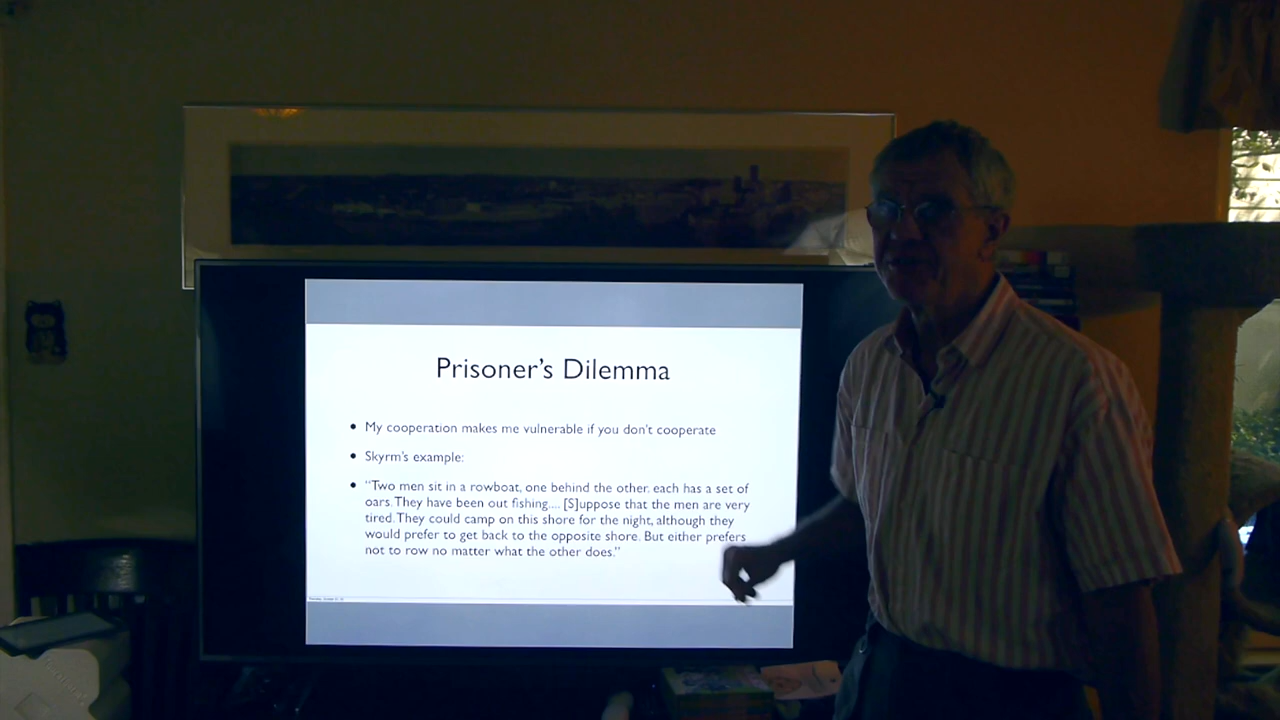 Prisoner's Dilemma
• My cooperation makes me vulnerable if you don't cooperate
• Skyrm's example:
• "Two men sit in a rowboat, one behind the other. each has a set of
oars. They have been out fishing.... [S]uppose that the men are very
tired. They could camp on this shore for the night, although they
would prefer to get back to the opposite shore. But either prefers
not to row no matter what the other does."